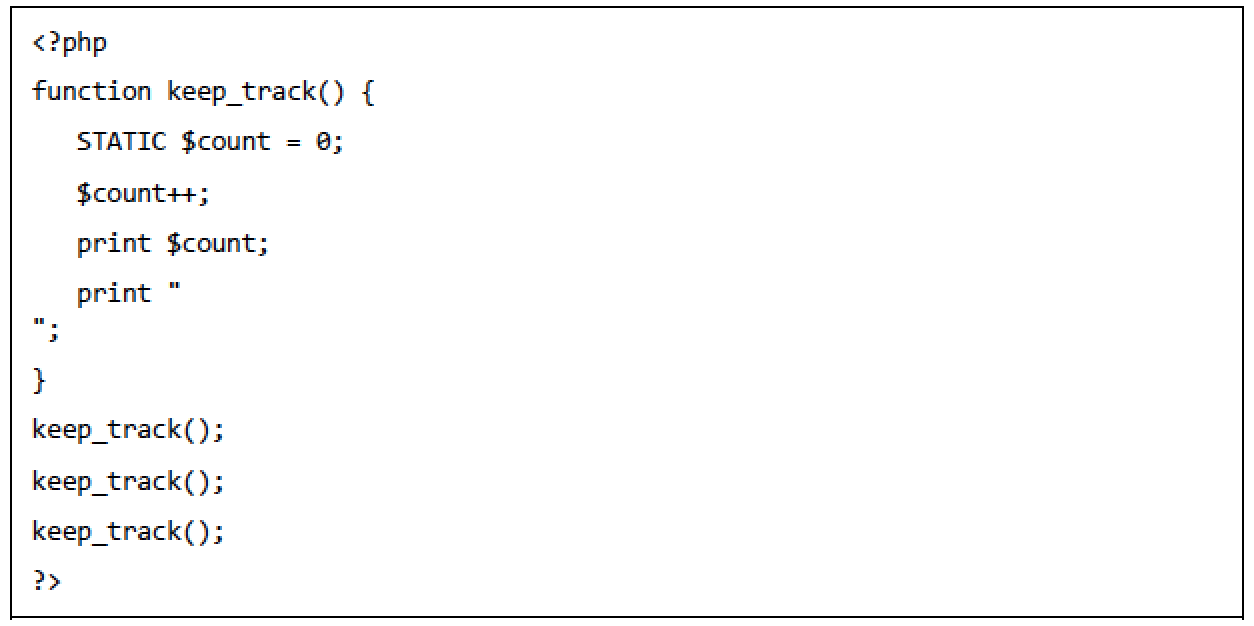 <?php
function keep_track() {
   STATIC $count = 0;
   $count++;
   print $count;
   print "
";
}
keep_track();
keep_track();
keep_track();
?>